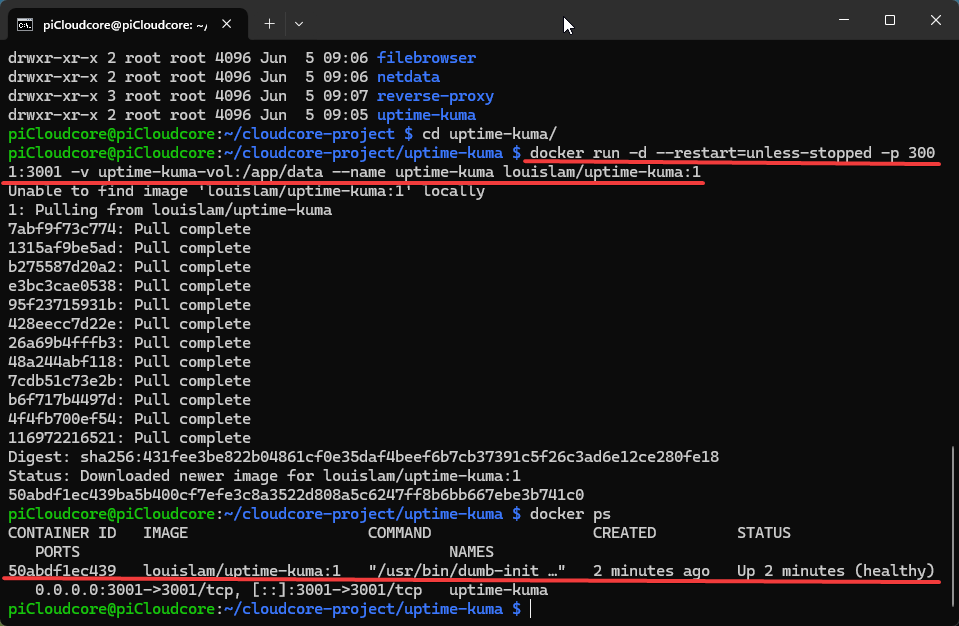 piCloudcore@piCloudcore: ~/
drwxr-xr-x 2 root root 4096 Jun  5 09:06 filebrowser
drwxr-xr-x 2 root root 4096 Jun  5 09:06 netdata
drwxr-xr-x 3 root root 4096 Jun  5 09:07 reverse-proxy
drwxr-xr-x 2 root root 4096 Jun  5 09:05 uptime-kuma
piCloudcore@piCloudcore:~/cloudcore-project $ cd uptime-kuma/
piCloudcore@piCloudcore:~/cloudcore-project/uptime-kuma $ docker run -d --restart=unless-stopped -p 300
1:3001 -v uptime-kuma-vol:/app/data --name uptime-kuma louislam/uptime-kuma:1
Unable to find image 'louislam/uptime-kuma:1' locally
1: Pulling from louislam/uptime-kuma
7abf9f73c774: Pull complete
1315af9be5ad: Pull complete
b275587d20a2: Pull complete
e3bc3cae0538: Pull complete
95f23715931b: Pull complete
428eecc7d22e: Pull complete
26a69b4fffb3: Pull complete
48a244abf118: Pull complete
7cdb51c73e2b: Pull complete
b6f717b4497d: Pull complete
4f4fb700ef54: Pull complete
116972216521: Pull complete
Digest: sha256:431fee3be822b04861cf0e35daf4beef6b7cb37391c5f26c3ad6e12ce280fe18
Status: Downloaded newer image for louislam/uptime-kuma:1
50abdf1ec439ba5b400cf7efe3c8a3522d808a5c6247ff8b6bb667ebe3b741c0
piCloudcore@piCloudcore:~/cloudcore-project/uptime-kuma $ docker ps
CONTAINER ID   IMAGE                    COMMAND                  CREATED         STATUS
   PORTS                                         NAMES
50abdf1ec439   louislam/uptime-kuma:1   "/usr/bin/dumb-init …"   2 minutes ago   Up 2 minutes (healthy)
   0.0.0.0:3001->3001/tcp, [::]:3001->3001/tcp   uptime-kuma
piCloudcore@piCloudcore:~/cloudcore-project/uptime-kuma $